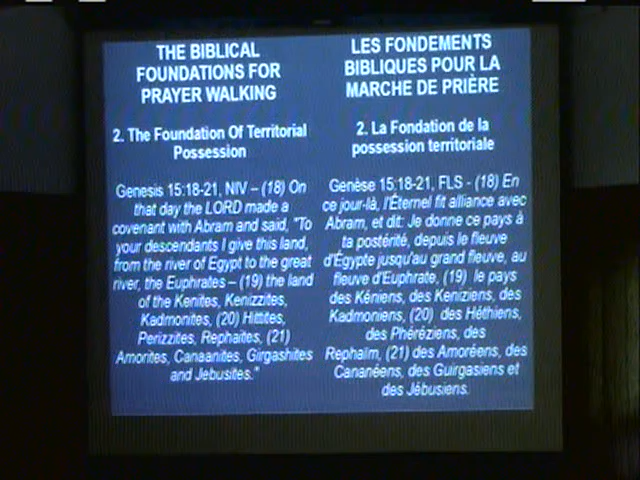 THE BIBLICAL
FOUNDATIONS FOR
PRAYER WALKING
2. The Foundation Of Territorial
Possession
Genesis 15:18-21, NIV – (18) On
that day the LORD made a
covenant with Abram and said, "To
your descendants I give this land,
from the river of Egypt to the great
river, the Euphrates – (19) the land
of the Kenites, Kenizzites,
Kadmonites, (20) Hittites,
Perizzites, Rephaites, (21)
Amorites, Canaanites, Girgashites
and Jebusites."
LES FONDEMENTS
BIBLIQUES POUR LA
MARCHE DE PRIÈRE
2. La Fondation de la
possession territoriale
Genèse 15:18-21, FLS - (18) En
ce jour-là, l'Éternel fit alliance avec
Abram, et dit: Je donne ce pays à
ta postérité, depuis le fleuve
d'Égypte jusqu'au grand fleuve, au
fleuve d'Euphrate, (19) le pays
des Kéniens, des Keniziens, des
Kadmoniens, (20) des Héthiens,
des Phéréziens, des
Rephaïm, (21) des Amoréens, des
Cananéens, des Guirgasiens et
des Jébusiens.